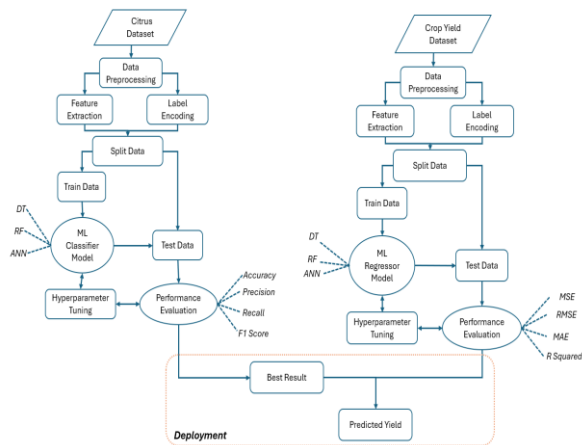 Citrus
Dataset
Data
Preprocessing
Feature
Extraction
Label
Encoding
Split Data
Train Data
DT
RF
ANN
ML
Classifier
Model
Test Data
Hyperparameter
Tuning
Performance
Evaluation
Accuracy
Precision
Recall
F1 Score
Crop Yield
Dataset
Data
Preprocessing
Feature
Extraction
Label
Encoding
Split Data
Train Data
DT
RF
ANN
ML
Regressor
Model
Test Data
Hyperparameter
Tuning
Performance
Evaluation
MSE
RMSE
MAE
R Squared
Best Result
Predicted Yield
Deployment